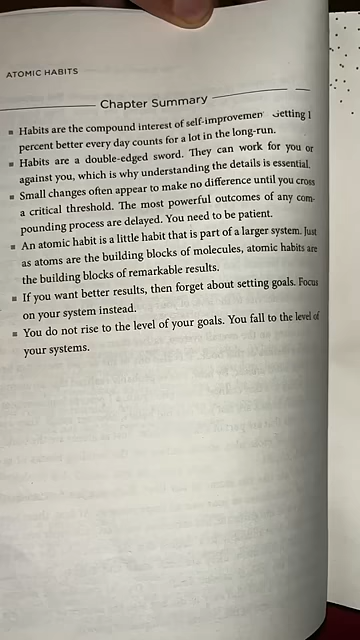 ATOMIC HABITS
Chapter Summary
▪ Habits are the compound interest of self-improvemen etting 1
percent better every day counts for a lot in the long-run.
▪ Habits are a double-edged sword. They can work for you or
against you, which is why understanding the details is essential.
▪ Small changes often appear to make no difference until you cross
a critical threshold. The most powerful outcomes of any com-
pounding process are delayed. You need to be patient.
▪ An atomic habit is a little habit that is part of a larger system. Just
as atoms are the building blocks of molecules, atomic habits are
the building blocks of remarkable results.
▪ If you want better results, then forget about setting goals. Focus
on your system instead.
▪ You do not rise to the level of your goals. You fall to the level of
your systems.